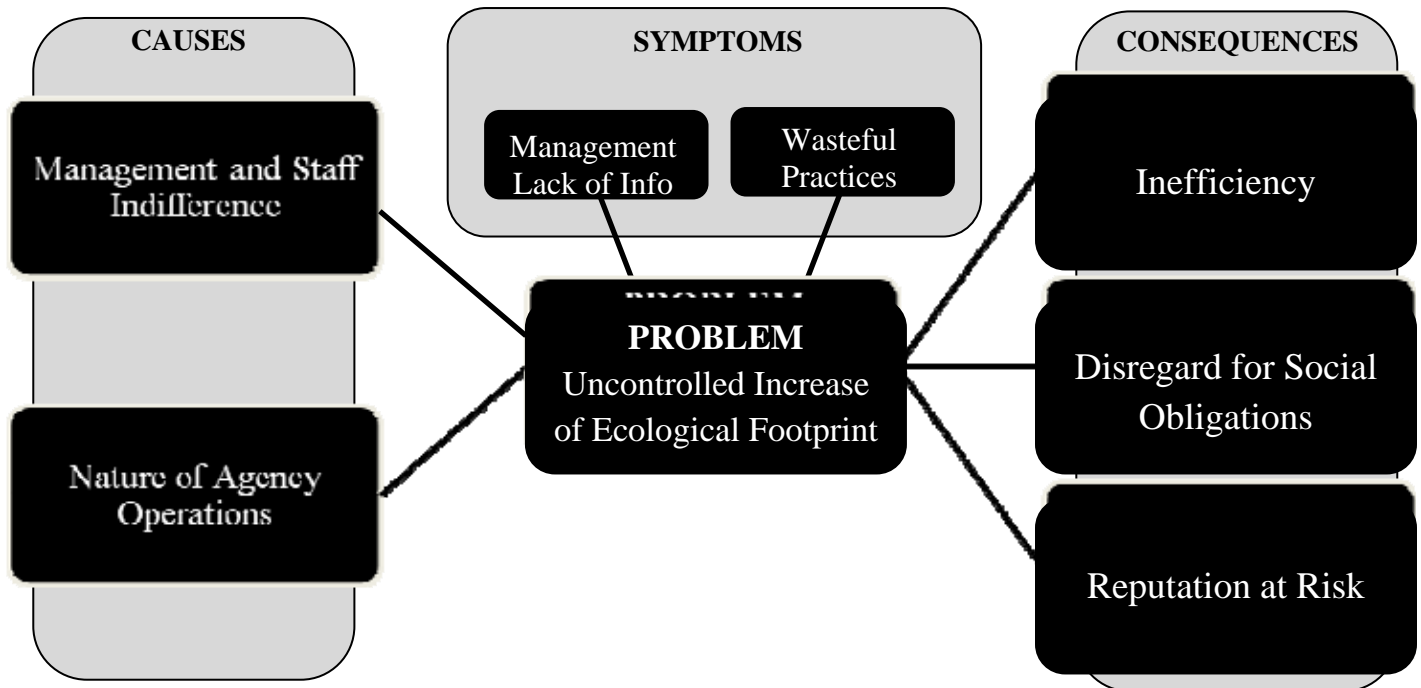 CAUSES
Management and Staff
Indifference
Nature of Agency
Operations
SYMPTOMS
Management
Lack of Info
Wasteful
Practices
PROBLEM
Uncontrolled Increase
of Ecological Footprint
CONSEQUENCES
Inefficiency
Disregard for Social
Obligations
Reputation at Risk